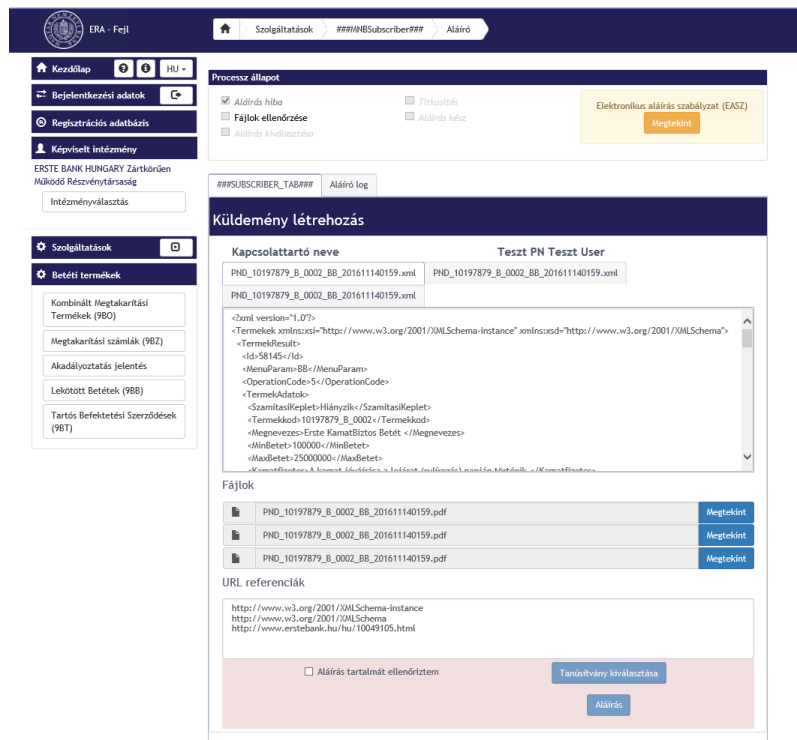 ERA - Fejl
Szolgáltatások
###MNBSubscriber###
Aláíró
Kezdőlap
HU
Bejelentkezési adatok
Regisztrációs adatbázis
Képviselt intézmény
ERSTE BANK HUNGARY Zártkörűen
Működő Részvénytársaság
Intézményválasztás
Szolgáltatások
Betéti termékek
Kombinált Megtakarítási
Termékek (9BO)
Megtakarítási számlák (9BZ)
Akadályoztatás jelentés
Lekötött Betétek (9BB)
Tartós Befektetési Szerződések
(9BT)
Processz állapot
Aláírás hiba
Titkosítás
Fájlok ellenőrzése
Aláírás kész
Aláírás kiválasztása
Elektronikus aláírás szabályzat (EASZ)
Megtekint
###SUBSCRIBER_TAB###
Aláíró log
Küldemény létrehozás
Kapcsolattartó neve
Teszt PN Teszt User
PND_10197879_B_0002_BB_201611140159.xml
PND_10197879_B_0002_BB_201611140159.xml
PND_10197879_B_0002_BB_201611140159.xml
<?xml version="1.0"?>
<Termekek xmlns:xsi="http://www.w3.org/2001/XMLSchema-instance" xmlns:xsd="http://www.w3.org/2001/XMLSchema">
<TermekResult>
<Id>58145</Id>
<MenuParam>BB</MenuParam>
<OperationCode>5</OperationCode>
<TermekAdatok>
<SzamitasiKeplet>Hiányzik</SzamitasiKeplet>
<Termekkod>10197879_B_0002</Termekkod>
<Megnevezes>Erste KamatBiztos Betét </Megnevezes>
<MinBetet>100000</MinBetet>
<MaxBetet>25000000</MaxBetet>
<Kamatfizetes>A kamat jóváírása a lejárat (rulírozás) napján történik. </Kamatfizetes>
Fájlok
PND_10197879_B_0002_BB_201611140159.pdf
Megtekint
PND_10197879_B_0002_BB_201611140159.pdf
Megtekint
PND_10197879_B_0002_BB_201611140159.pdf
Megtekint
URL referenciák
http://www.w3.org/2001/XMLSchema-instance
http://www.w3.org/2001/XMLSchema
http://www.erstebank.hu/hu/10049105.html
Aláírás tartalmát ellenőriztem
Tanúsítvány kiválasztása
Aláírás